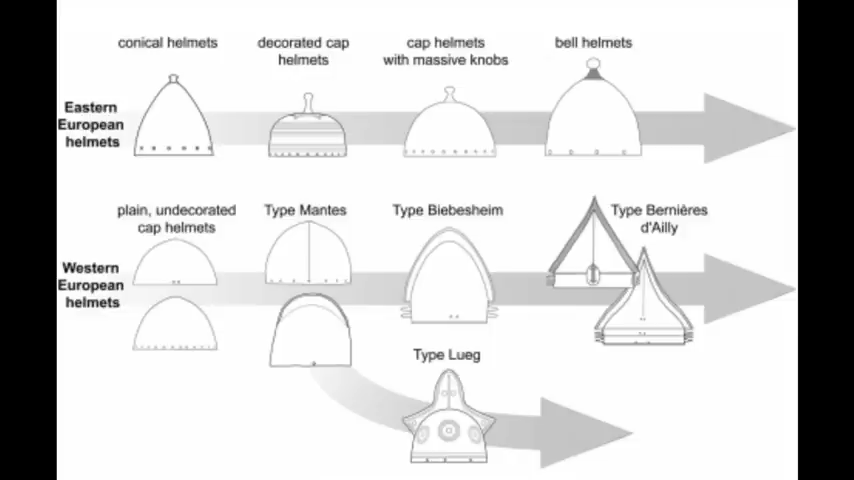 conical helmets
decorated cap
helmets
cap helmets
with massive knobs
bell helmets
Eastern
European
helmets
plain, undecorated
cap helmets
Type Mantes
Type Biebesheim
Type Bernières
d'Ailly
Western
European
helmets
Type Lueg